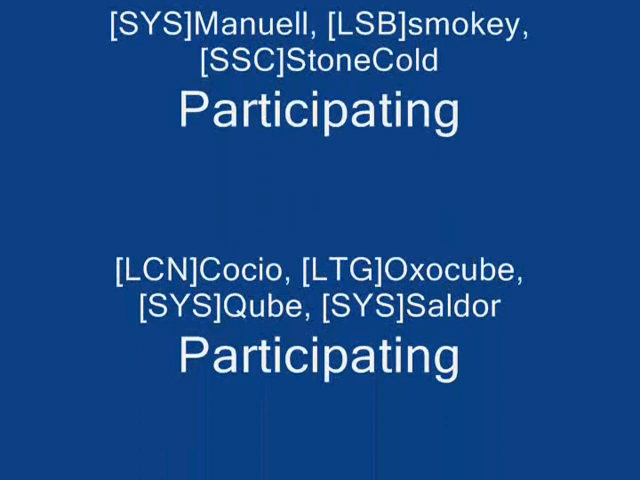 [SYS]Manuell, [LSB]smokey,
[SSC]StoneCold
Participating
[LCN]Cocio, [LTG]Oxocube,
[SYS]Qube, [SYS]Saldor
Participating